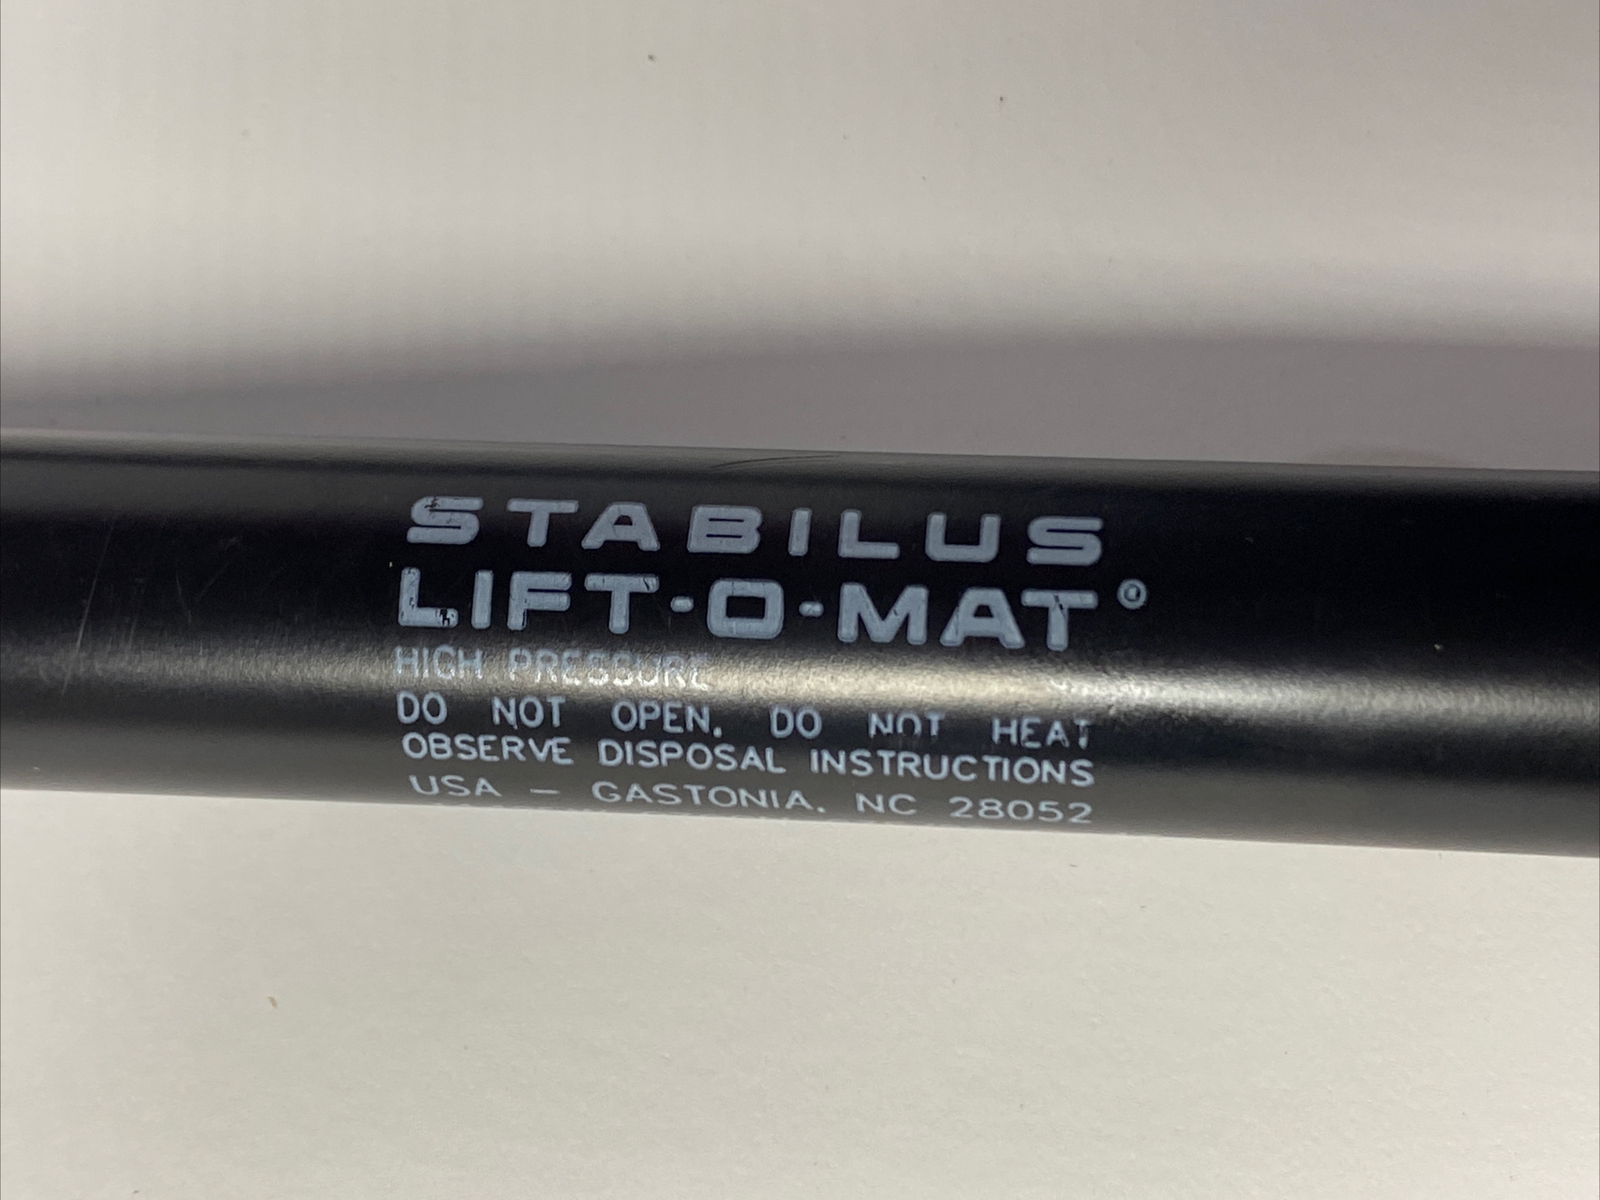 STABILUS
LIFT-O-MAT®
HIGH PRESSURE
DO NOT OPEN. DO NOT HEAT
OBSERVE DISPOSAL INSTRUCTIONS
USA - GASTONIA, NC 28052